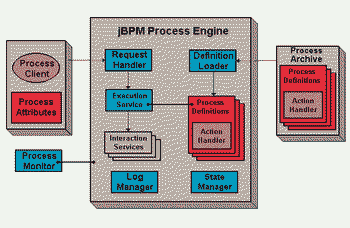 jBPM Process Engine
Process
Archive
Process
Client
Request
Handler
Definition
Loader
Process
Definitions
Process
Attributes
Execution
Service
Process
Definitions
Action
Handler
Action
Handler
Interaction
Services
Process
Monitor
Log
Manager
State
Manager